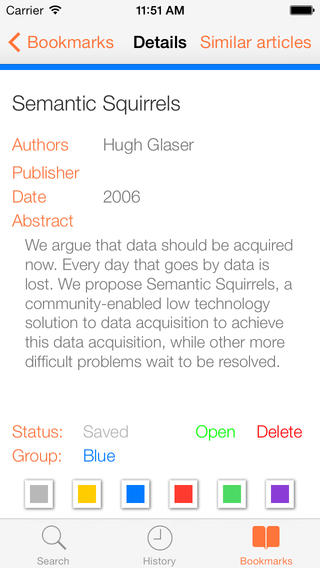 Carrier 11:51 AM
Bookmarks Details Similar articles
Semantic Squirrels
Authors Hugh Glaser
Publisher
Date 2006
Abstract
We argue that data should be acquired
now. Every day that goes by data is
lost. We propose Semantic Squirrels, a
community-enabled low technology
solution to data acquisition to achieve
this data acquisition, while other more
difficult problems wait to be resolved.
Status: Saved Open Delete
Group: Blue
Search History Bookmarks